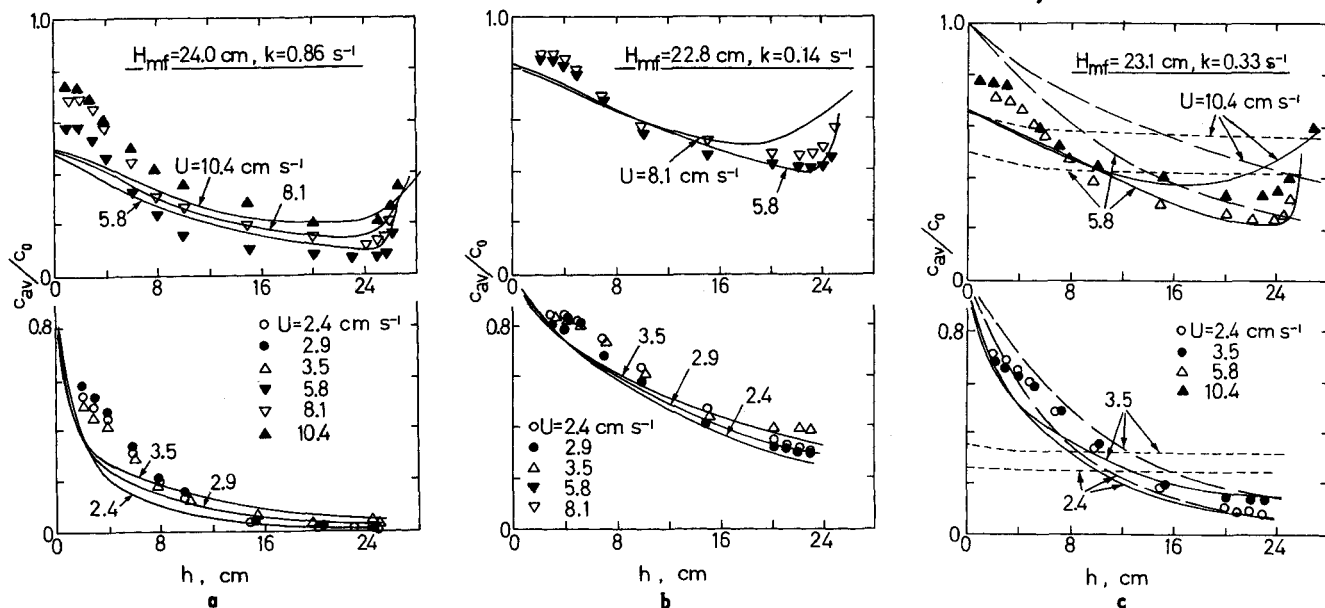 1.0
H_mf=24.0 cm, k=0.86 s⁻¹
U=10.4 cm s⁻¹
8.1
5.8
0
c_av/c_0
0.8
U=2.4 cm s⁻¹
2.9
3.5
5.8
8.1
10.4
3.5
2.9
2.4
0
0 8 16 24
h , cm
a
1.0
H_mf=22.8 cm, k=0.14 s⁻¹
U=8.1 cm s⁻¹
5.8
0
c_av/c_0
0.8
3.5
2.9
2.4
U=2.4 cm s⁻¹
2.9
3.5
5.8
8.1
0
0 8 16 24
h , cm
b
1.0
H_mf=23.1 cm, k=0.33 s⁻¹
U=10.4 cm s⁻¹
5.8
0
c_av/c_0
0.8
U=2.4 cm s⁻¹
3.5
5.8
10.4
3.5
2.4
0
0 8 16 24
h , cm
c